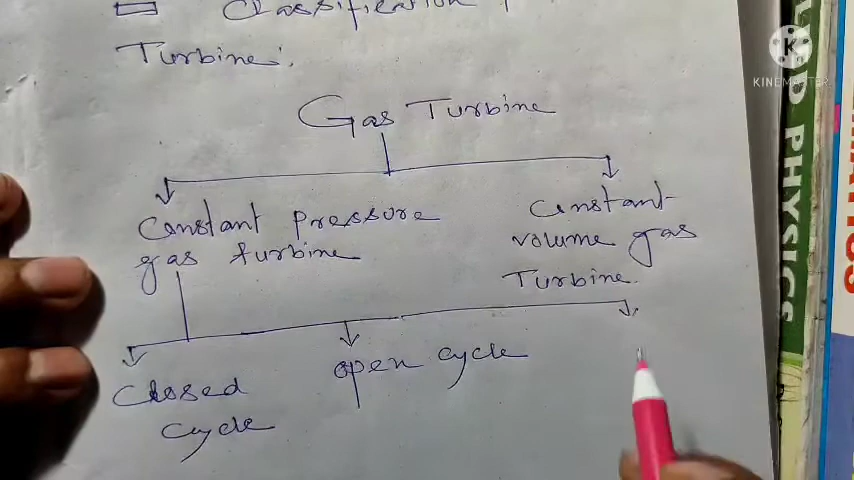 Classification
Turbine:
Gas Turbine
Constant pressure
gas turbine
Constant
volume gas
Turbine.
Closed
cycle
open cycle
KINEMASTER
PHYSICS